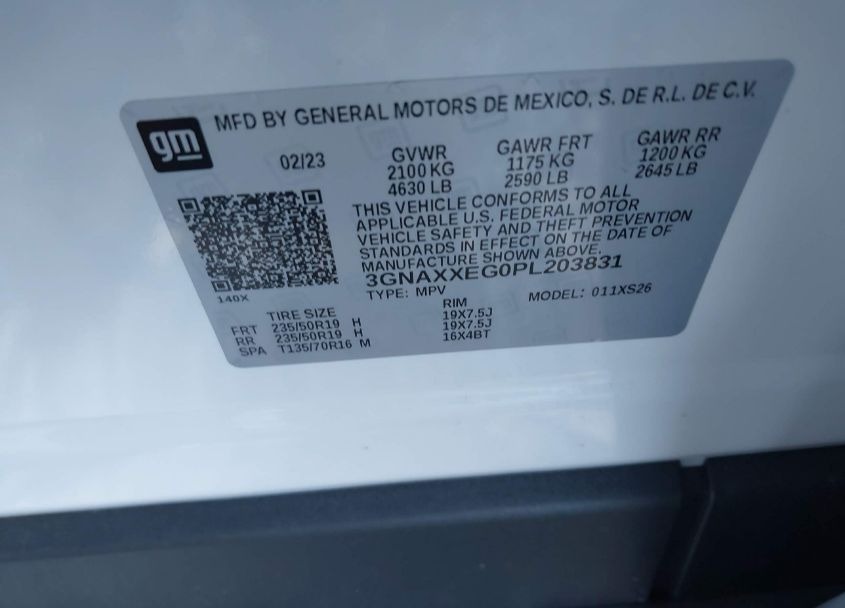 gm MFD BY GENERAL MOTORS DE MEXICO, S. DE R.L. DE C.V.
02/23 GVWR GAWR FRT GAWR RR
2100 KG 1175 KG 1200 KG
4630 LB 2590 LB 2645 LB
THIS VEHICLE CONFORMS TO ALL
APPLICABLE U.S. FEDERAL MOTOR
VEHICLE SAFETY AND THEFT PREVENTION
STANDARDS IN EFFECT ON THE DATE OF
MANUFACTURE SHOWN ABOVE.
3GNAXXEG0PL203831
140X TYPE: MPV MODEL: 011XS26
TIRE SIZE RIM
FRT 235/50R19 H 19X7.5J
RR 235/50R19 H 19X7.5J
SPA T135/70R16 M 16X4BT